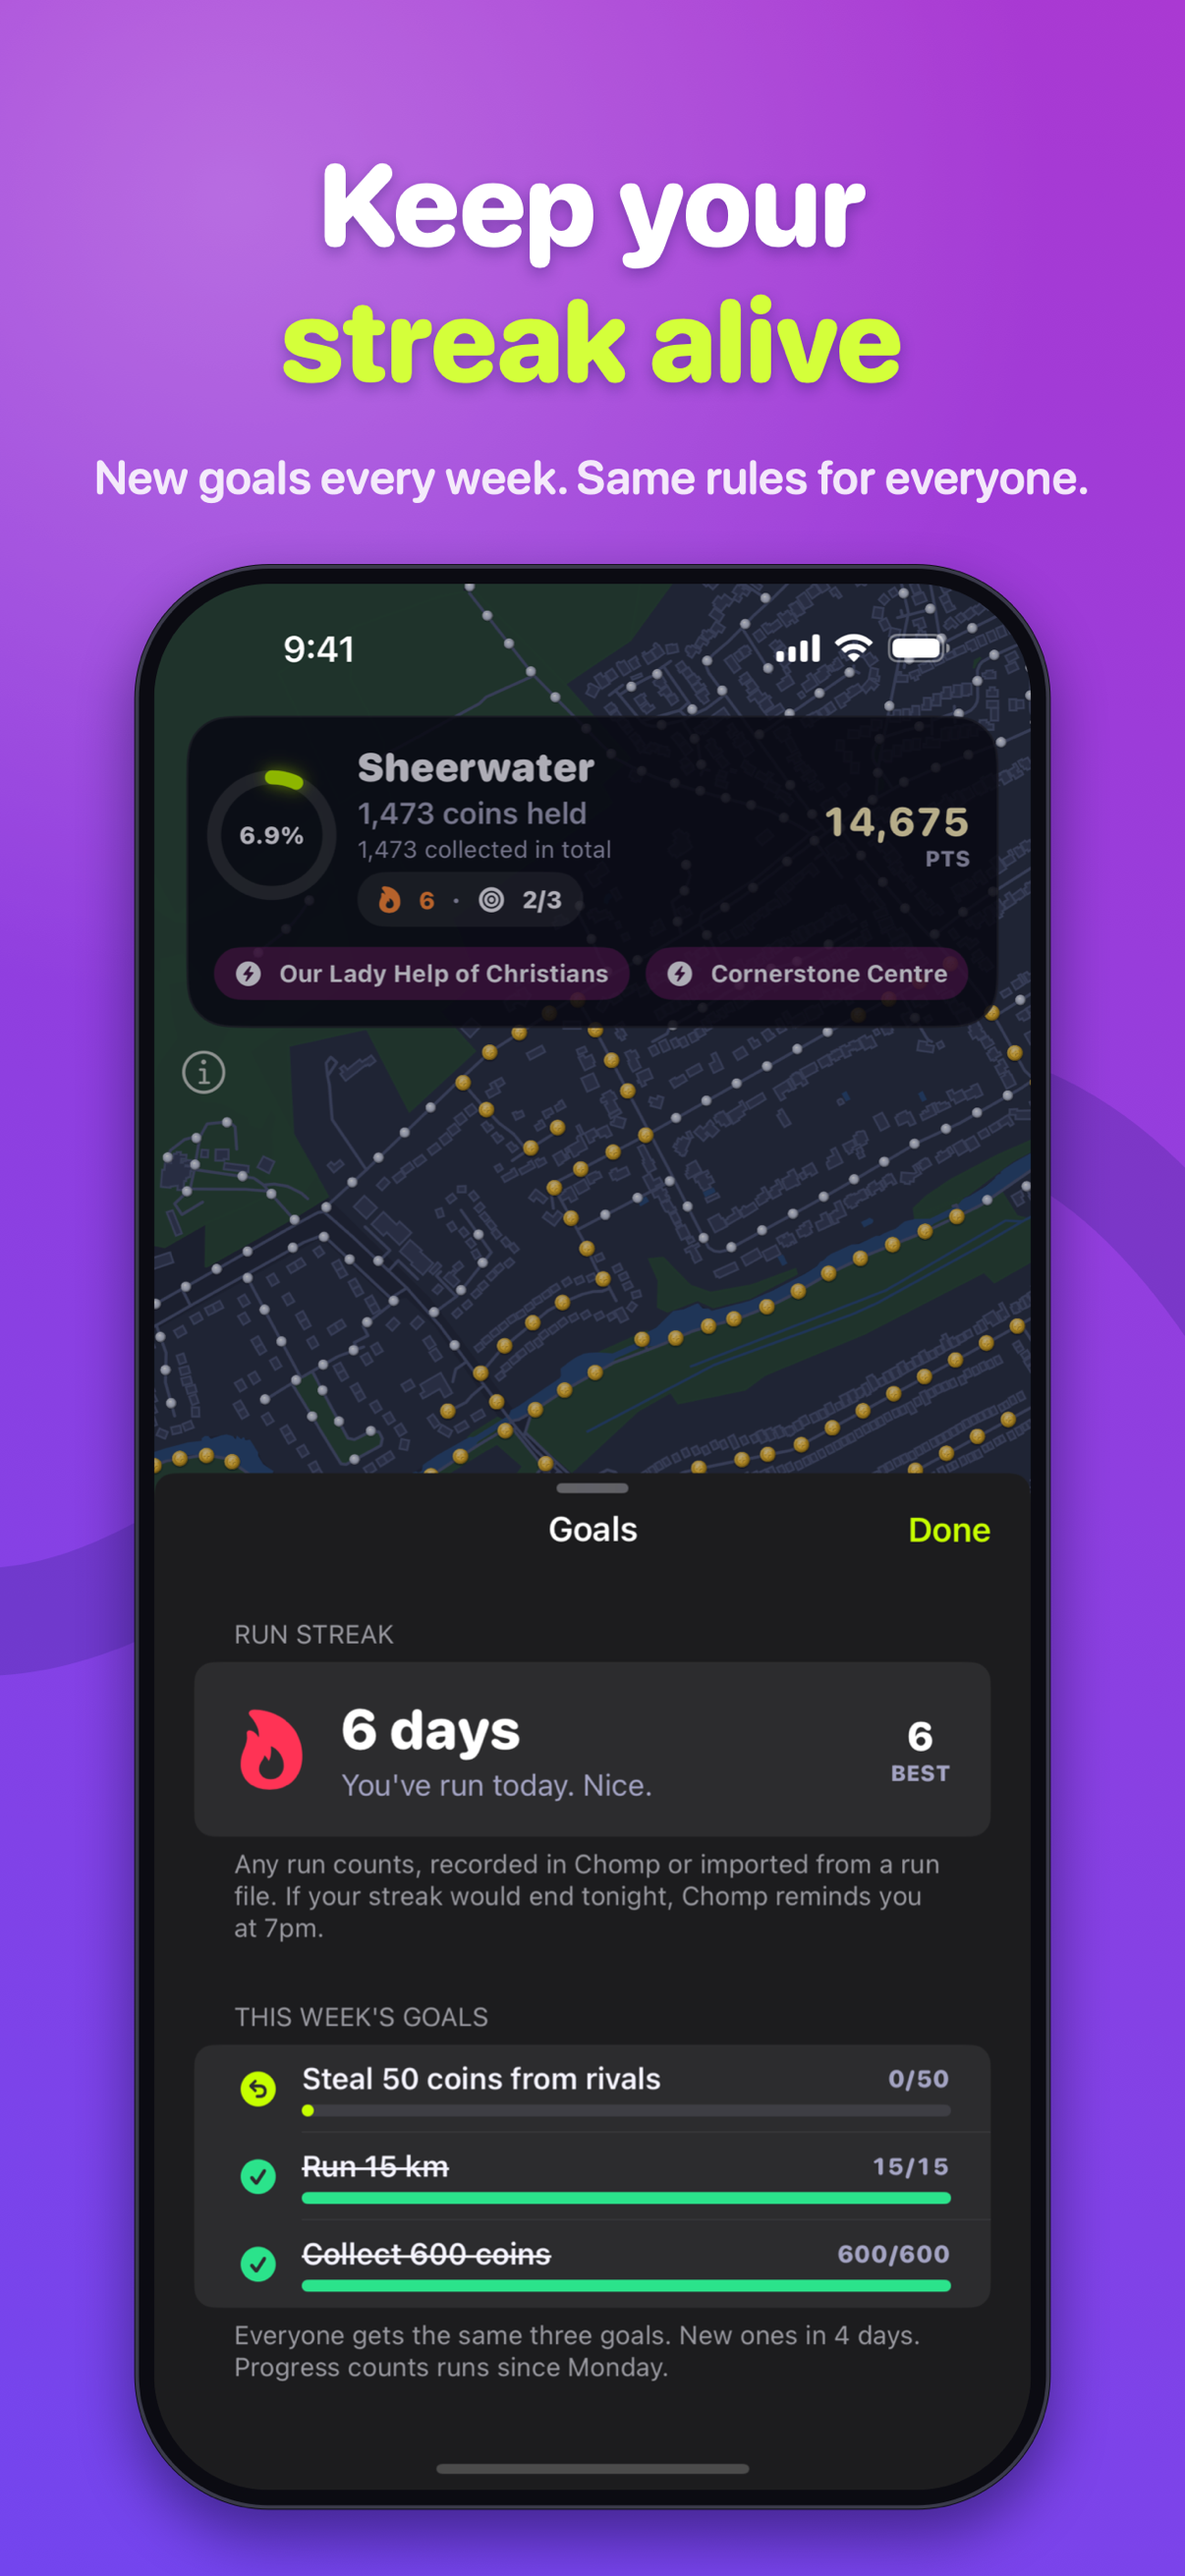 Keep your
streak alive
New goals every week. Same rules for everyone.
9:41
6.9%
Sheerwater
1,473 coins held
1,473 collected in total
6 · 2/3
14,675
PTS
Our Lady Help of Christians
Cornerstone Centre
Goals
Done
RUN STREAK
6 days
You've run today. Nice.
6
BEST
Any run counts, recorded in Chomp or imported from a run
file. If your streak would end tonight, Chomp reminds you
at 7pm.
THIS WEEK'S GOALS
Steal 50 coins from rivals
0/50
Run 15 km
15/15
Collect 600 coins
600/600
Everyone gets the same three goals. New ones in 4 days.
Progress counts runs since Monday.